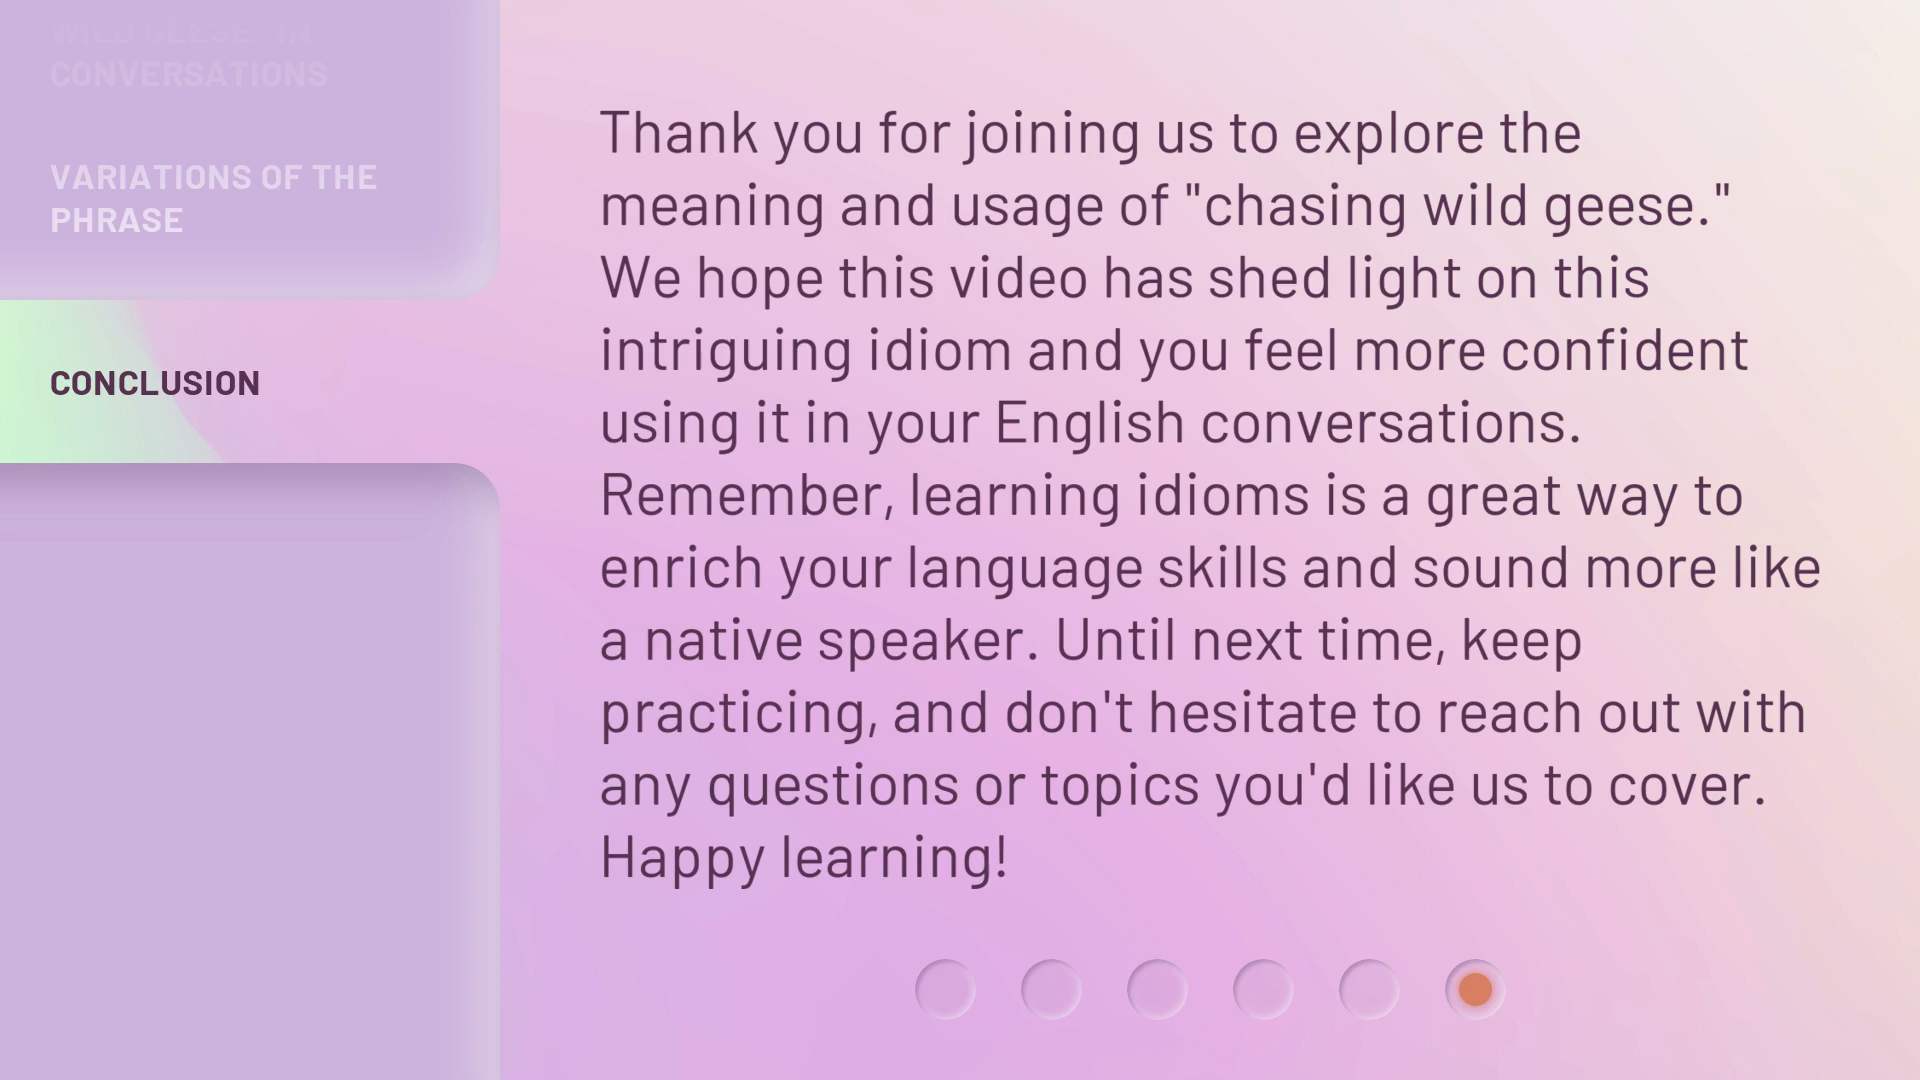 WILD GEESE" IN
CONVERSATIONS
VARIATIONS OF THE
PHRASE
CONCLUSION
Thank you for joining us to explore the
meaning and usage of "chasing wild geese."
We hope this video has shed light on this
intriguing idiom and you feel more confident
using it in your English conversations.
Remember, learning idioms is a great way to
enrich your language skills and sound more like
a native speaker. Until next time, keep
practicing, and don't hesitate to reach out with
any questions or topics you'd like us to cover.
Happy learning!